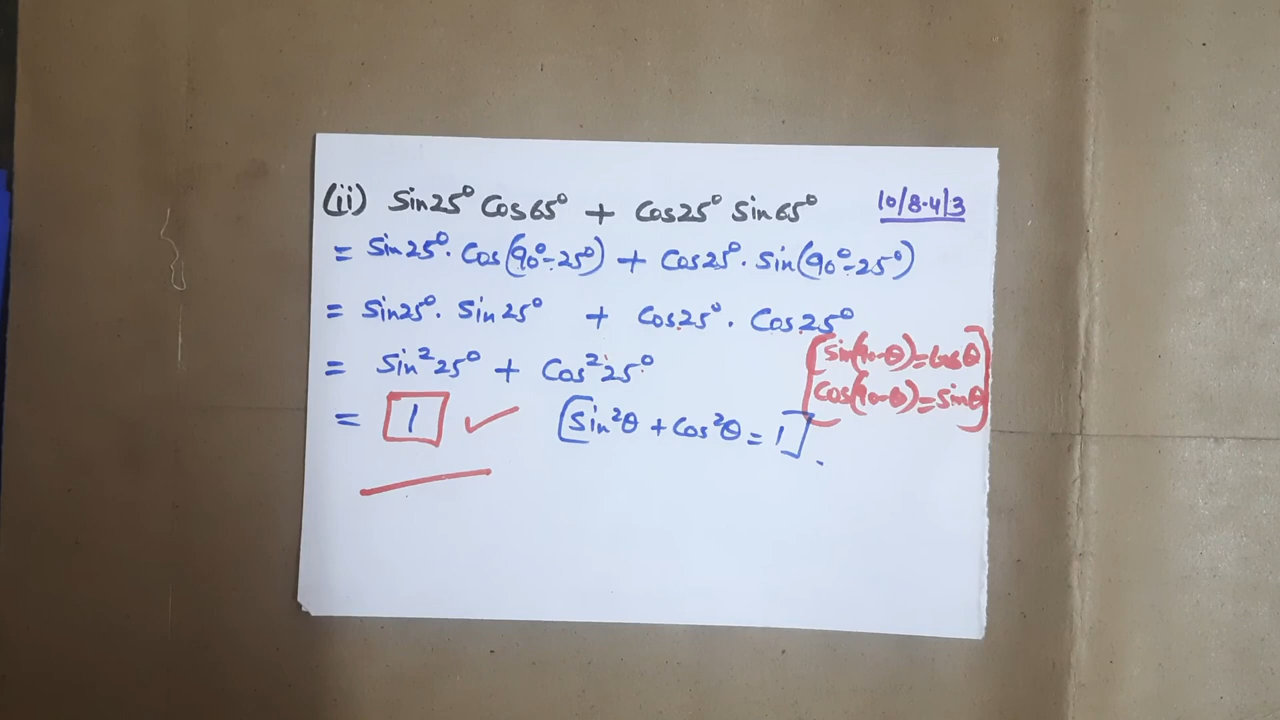 (ii) Sin25° Cos65° + Cos25° Sin65° 10/8.4/3
= Sin25°. Cos(90°-25°) + Cos25°. Sin(90°-25°)
= Sin25°. Sin25° + Cos25°. Cos25°
[Sin(90-θ)=Cosθ
Cos(90-θ)=Sinθ]
= Sin²25° + Cos²25°
= 1 ✓ [Sin²θ + Cos²θ = 1].